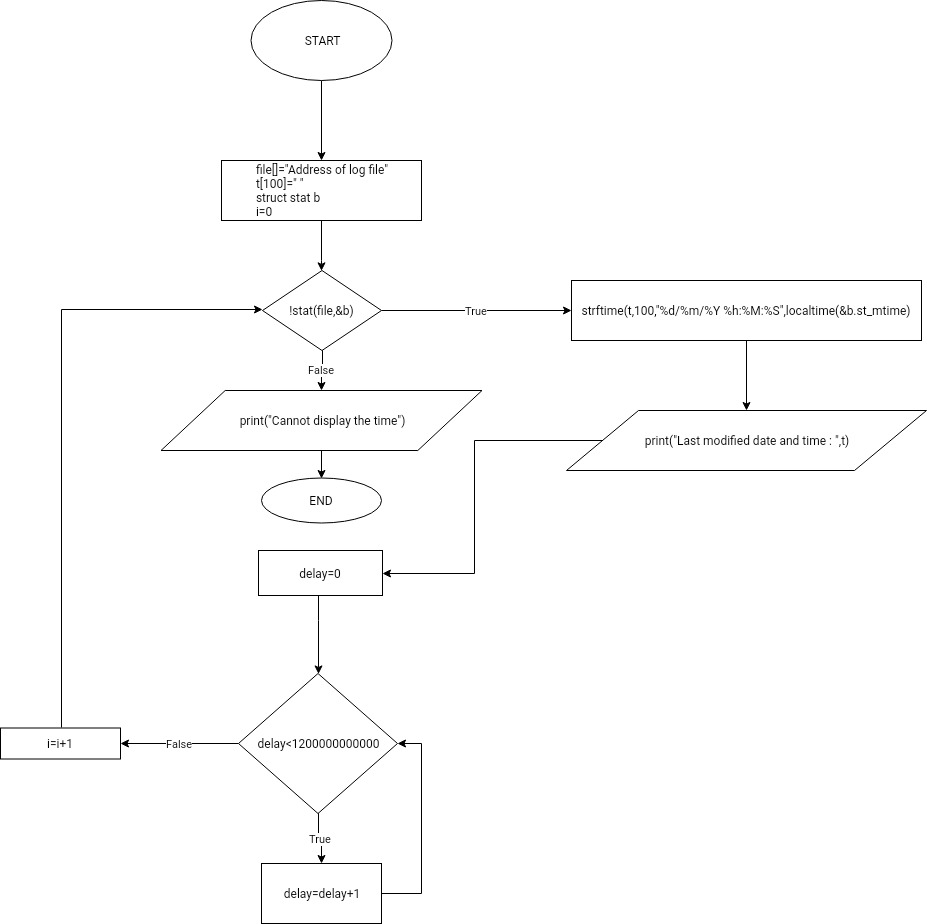 START
file[]="Address of log file"
t[100]=" "
struct stat b
i=0
!stat(file,&b)
True
strftime(t,100,"%d/%m/%Y %h:%M:%S",localtime(&b.st_mtime)
False
print("Cannot display the time")
print("Last modified date and time : ",t)
END
delay=0
delay<1200000000000
False
i=i+1
True
delay=delay+1